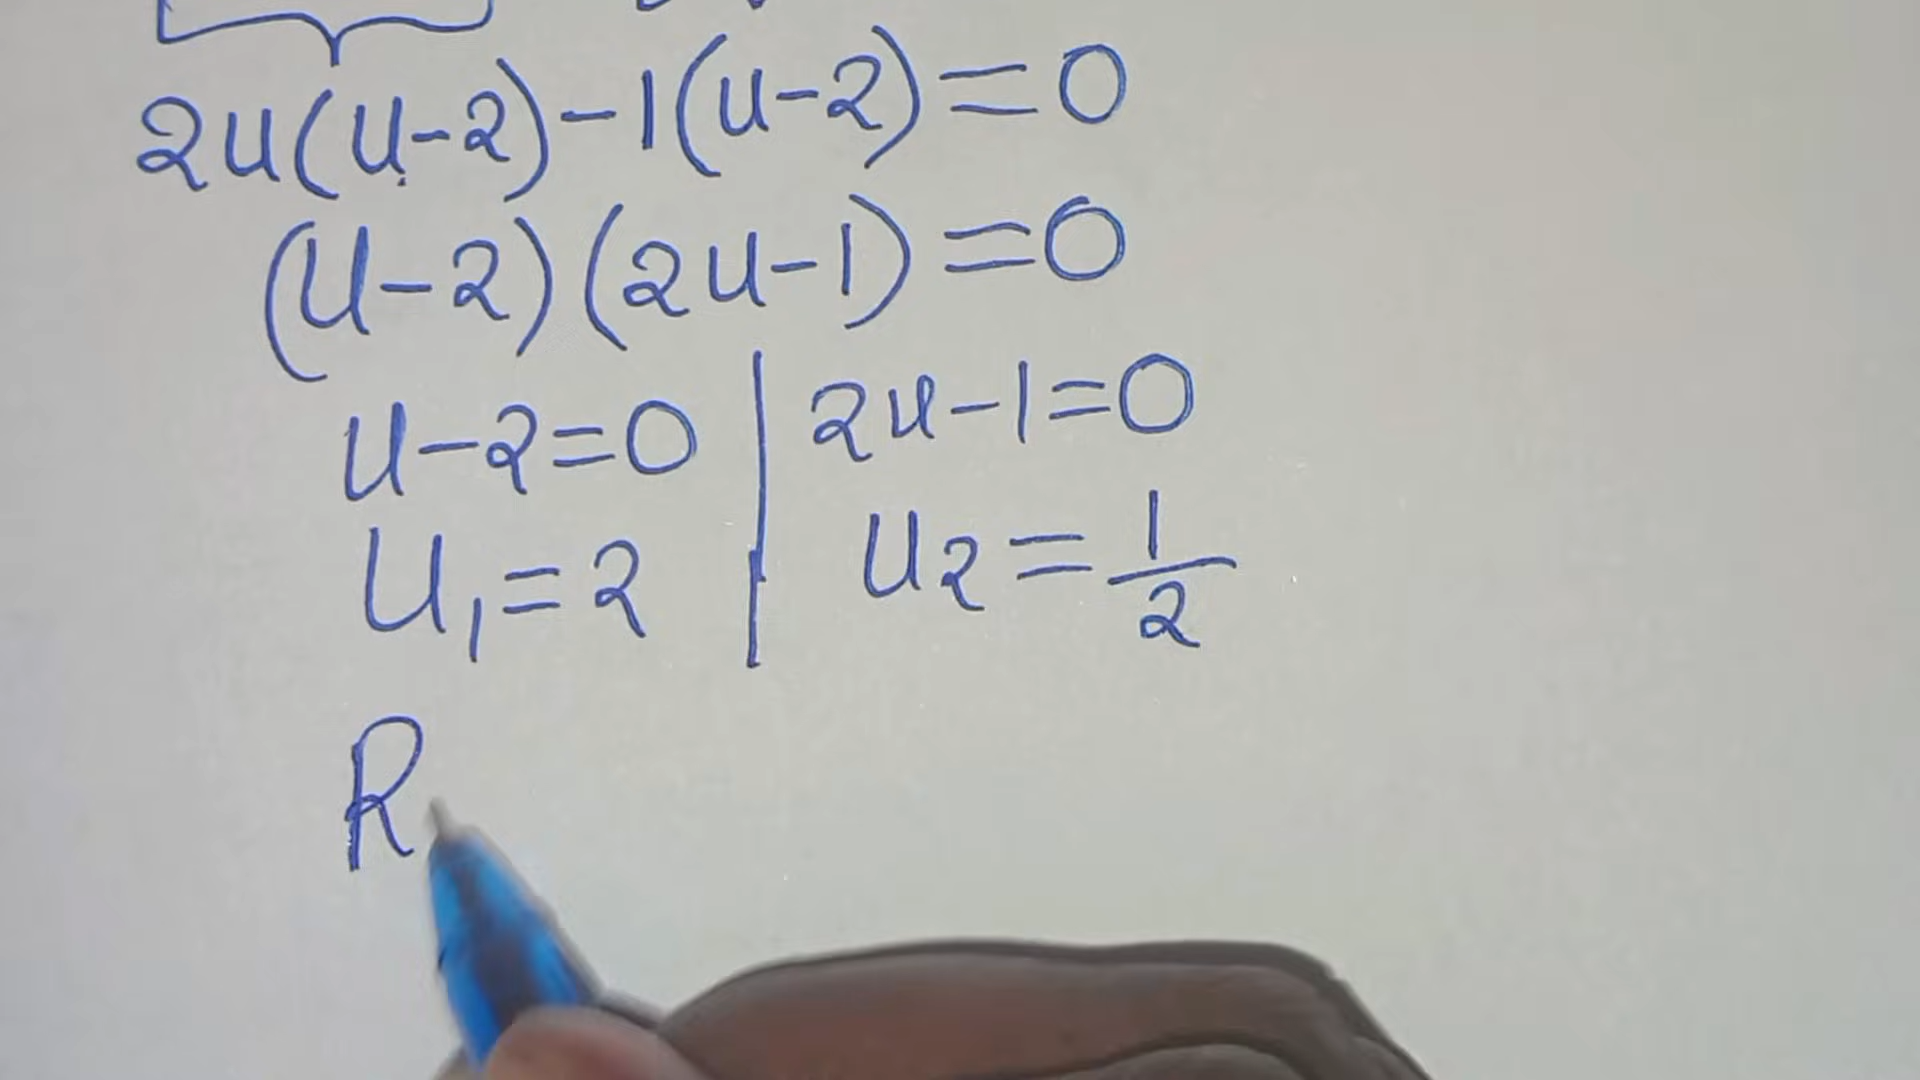 2u(u-2)-1(u-2)=0
(u-2)(2u-1)=0
u-2=0 | 2u-1=0
u₁=2 | u₂=1/2
R